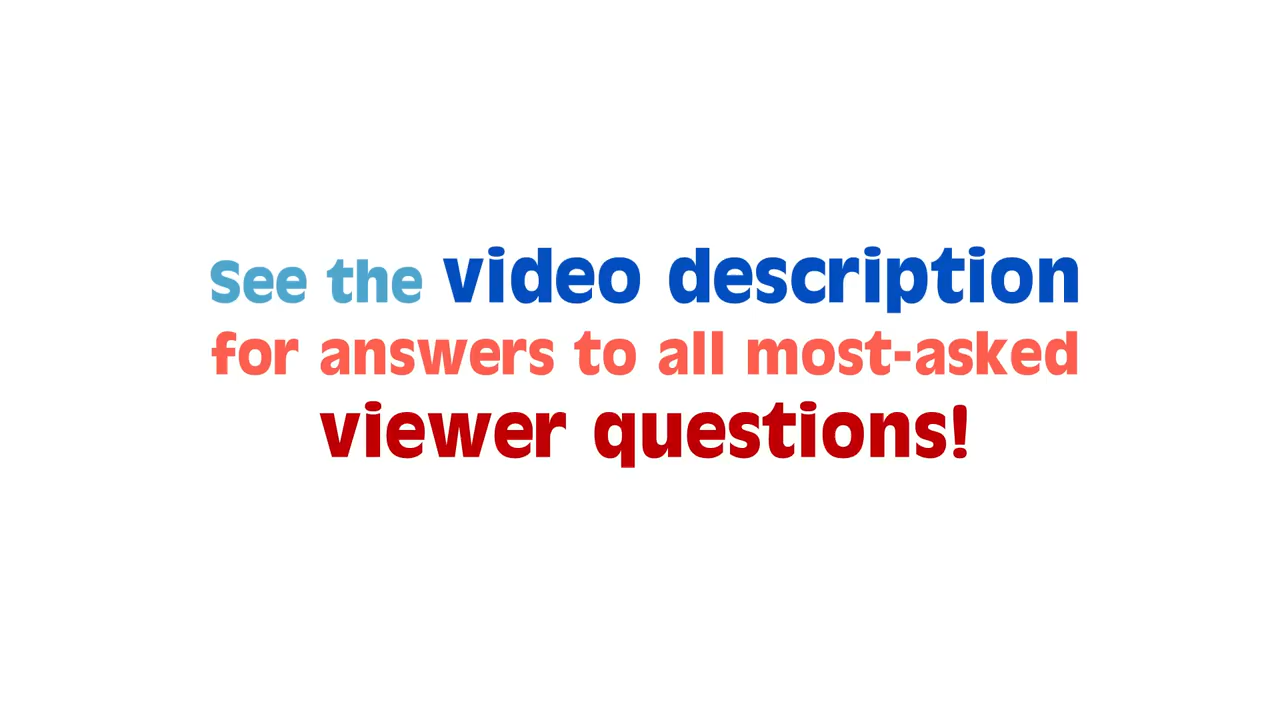 See the video description
for answers to all most-asked
viewer questions!